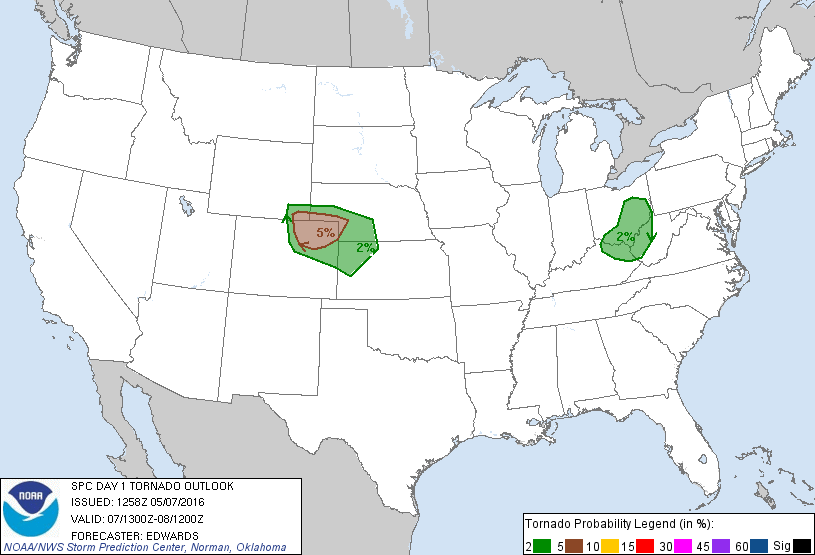 5%
2%
2%
NOAA
SPC DAY 1 TORNADO OUTLOOK
ISSUED: 1258Z 05/07/2016
VALID: 07/1300Z-08/1200Z
FORECASTER: EDWARDS
NOAA/NWS Storm Prediction Center, Norman, Oklahoma
Tornado Probability Legend (in %):
2 5 10 15 30 45 60 Sig